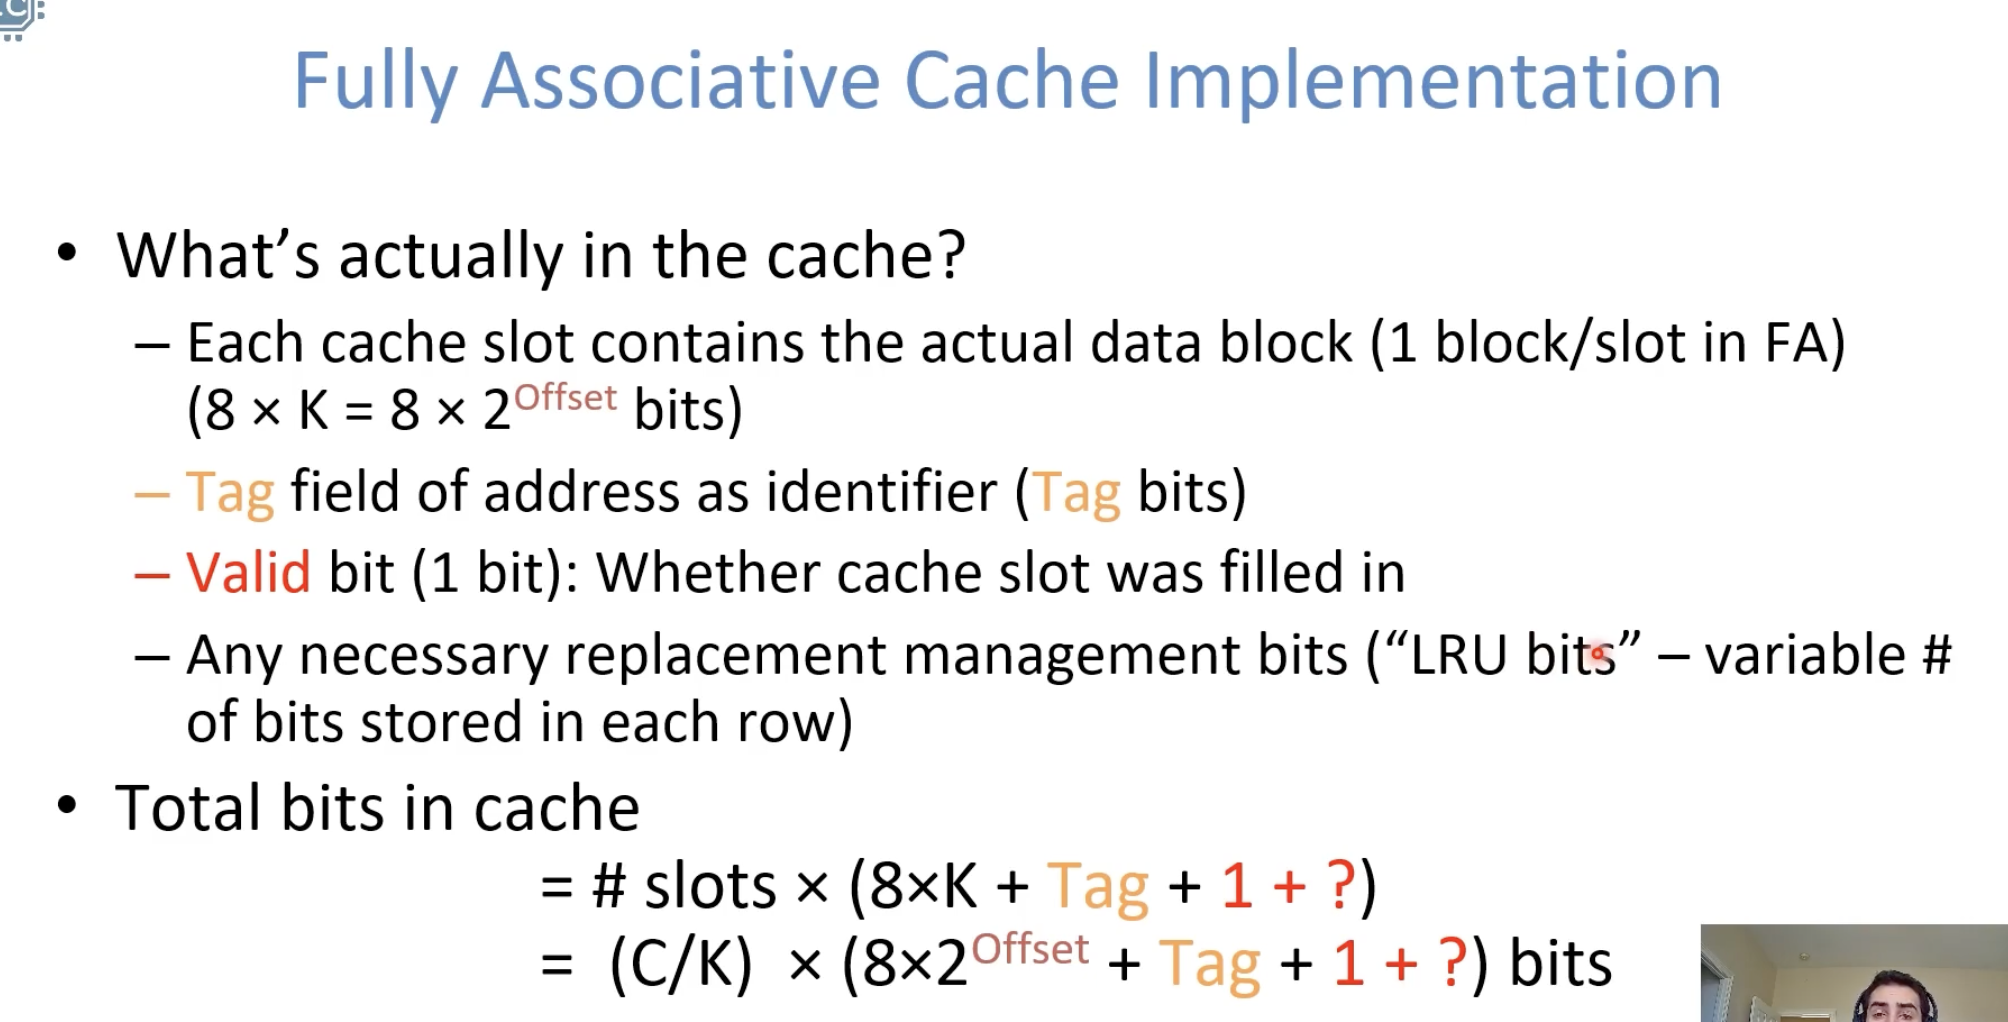 Fully Associative Cache Implementation
• What’s actually in the cache?
– Each cache slot contains the actual data block (1 block/slot in FA)
(8 × K = 8 × 2^Offset bits)
– Tag field of address as identifier (Tag bits)
– Valid bit (1 bit): Whether cache slot was filled in
– Any necessary replacement management bits (“LRU bits” – variable #
of bits stored in each row)
• Total bits in cache
= # slots × (8×K + Tag + 1 + ?)
= (C/K) × (8×2^Offset + Tag + 1 + ?) bits